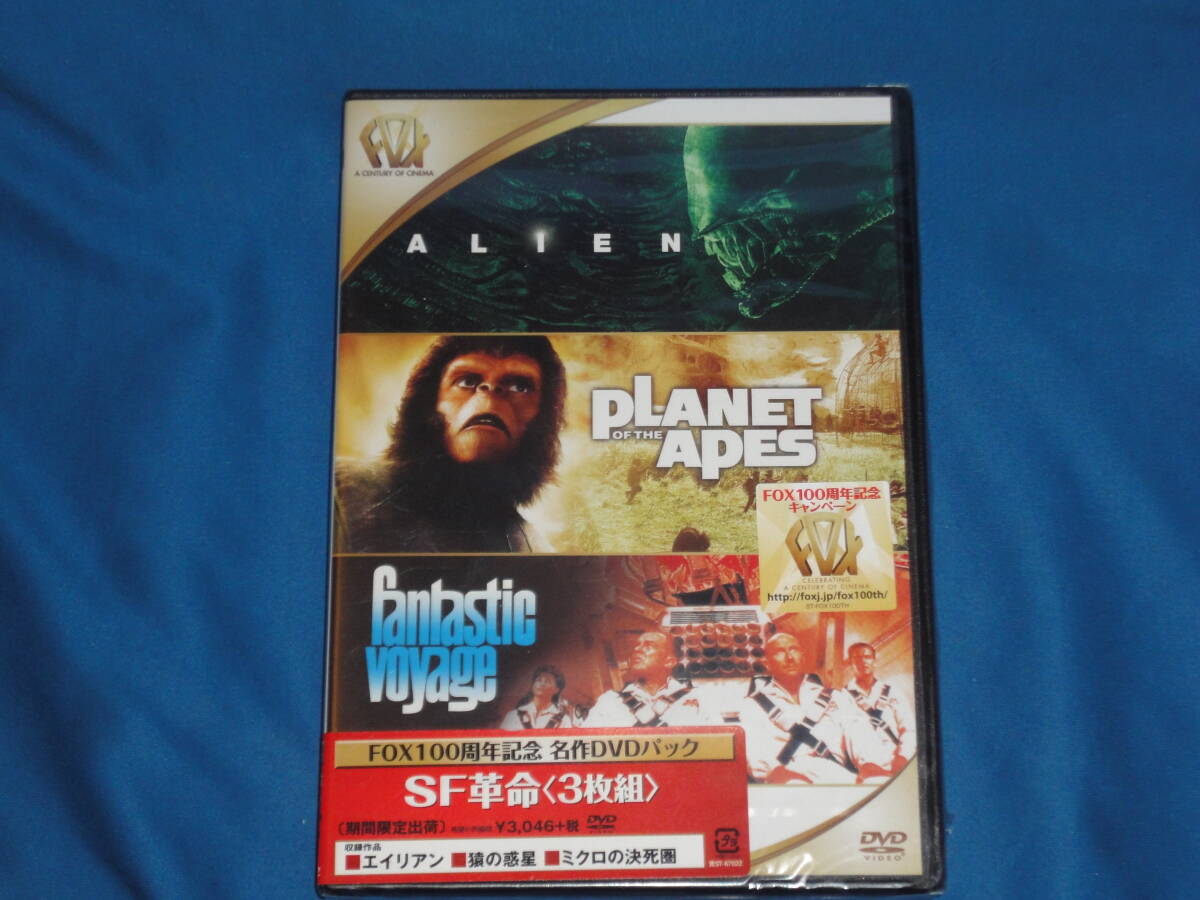 FOX
A CENTURY OF CINEMA
ALIEN
PLANET
OF THE
APES
FOX100周年記念
キャンペーン
FOX
CELEBRATING
A CENTURY OF CINEMA
http://foxj.jp/fox100th/
BT-FOX100TH
fantastic
voyage
FOX100周年記念 名作DVDパック
SF革命〈3枚組〉
〔期間限定出荷〕 ¥3,046+税 DVD
収録作品
■エイリアン ■猿の惑星 ■ミクロの決死圏
DVD
VIDEO